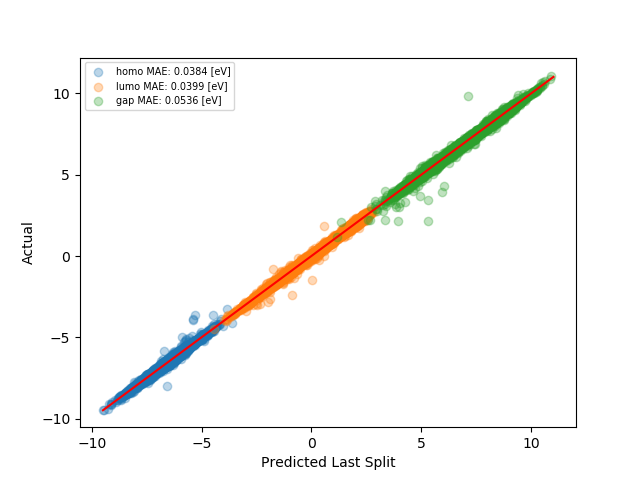 homo MAE: 0.0384 [eV]
lumo MAE: 0.0399 [eV]
gap MAE: 0.0536 [eV]
10
5
0
−5
−10
Actual
−10 −5 0 5 10
Predicted Last Split